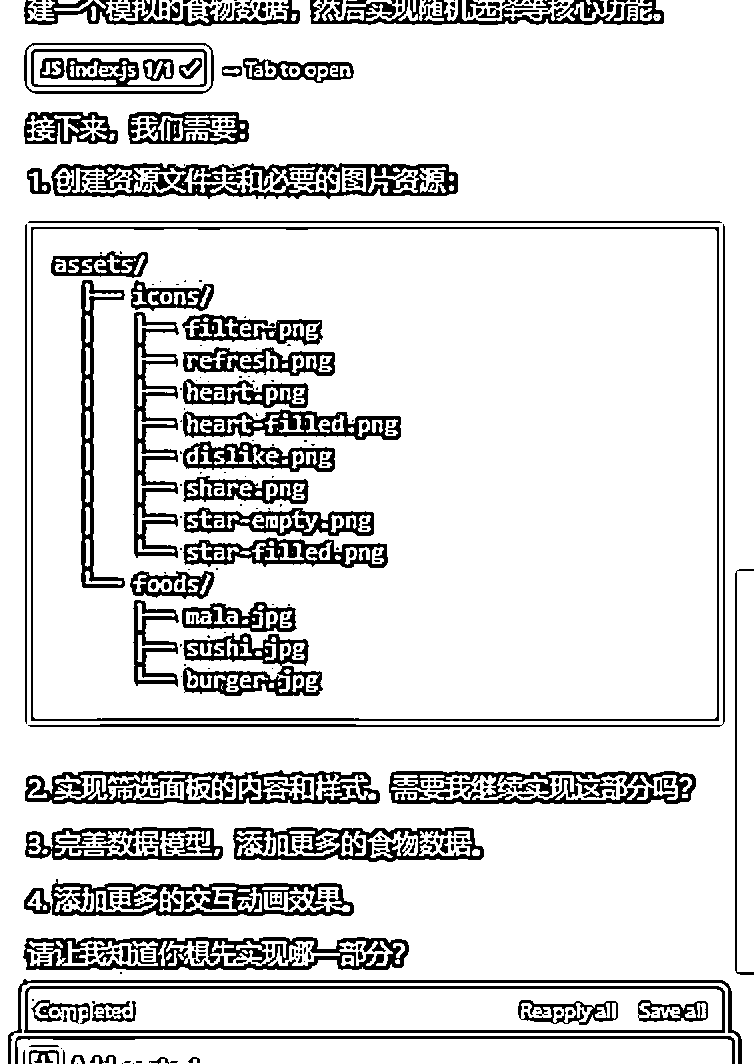 建一个模拟的食物数据，然后实现随机选择等核心功能。
JS index.js 1/1 ✓ → Tab to open
接下来，我们需要：
1. 创建资源文件夹和必要的图片资源：
assets/
├── icons/
│   ├── filter.png
│   ├── refresh.png
│   ├── heart.png
│   ├── heart-filled.png
│   ├── dislike.png
│   ├── share.png
│   ├── star-empty.png
│   └── star-filled.png
└── foods/
    ├── mala.jpg
    ├── sushi.jpg
    └── burger.jpg
2. 实现筛选面板的内容和样式。需要我继续实现这部分吗？
3. 完善数据模型，添加更多的食物数据。
4. 添加更多的交互动画效果。
请让我知道你想先实现哪一部分？
Completed Reapply all Save all